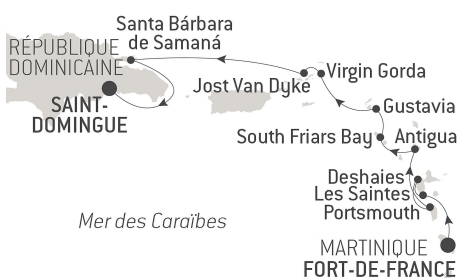 Santa Bárbara
de Samaná
RÉPUBLIQUE
DOMINICAINE
SAINT-
DOMINGUE
Jost Van Dyke
Virgin Gorda
Gustavia
South Friars Bay
Antigua
Deshaies
Les Saintes
Portsmouth
Mer des Caraïbes
MARTINIQUE
FORT-DE-FRANCE